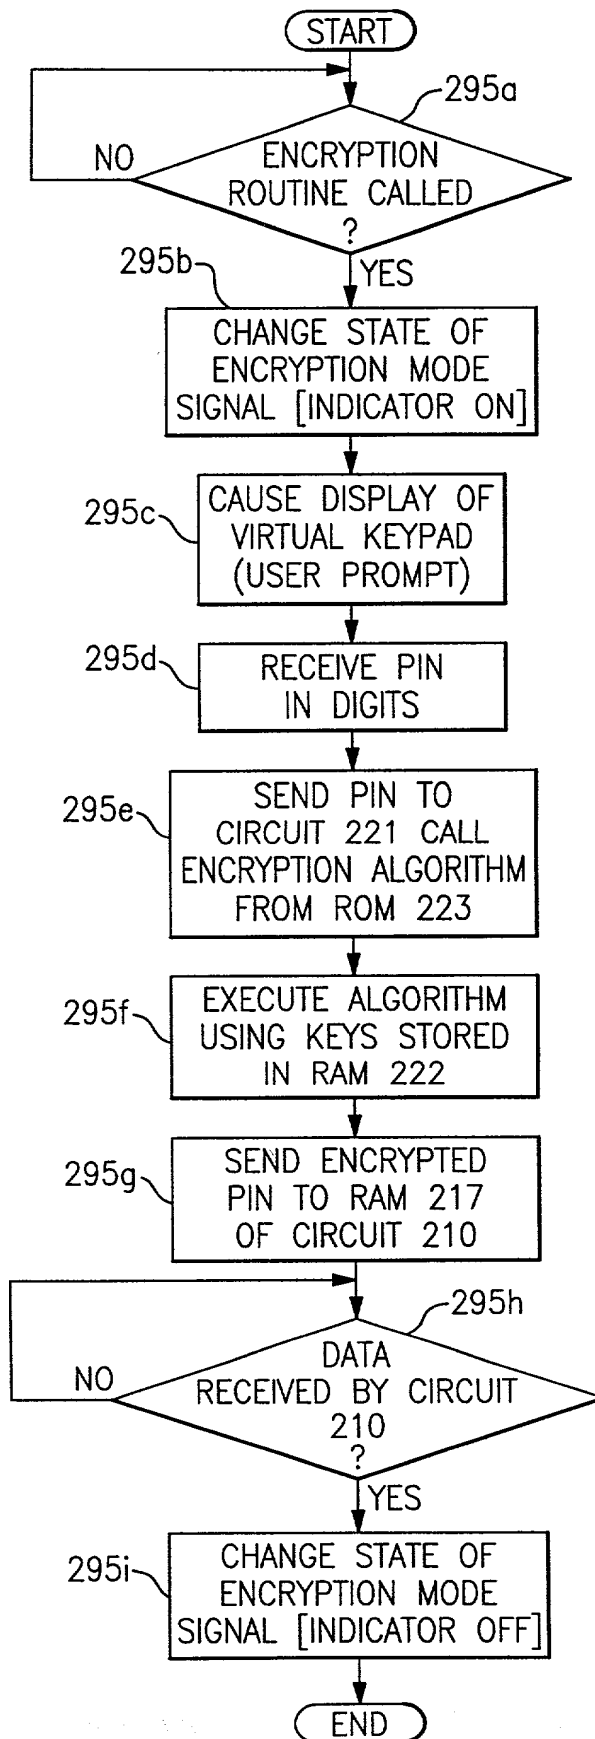 START
295a
NO
ENCRYPTION
ROUTINE CALLED
?
295b
YES
CHANGE STATE OF
ENCRYPTION MODE
SIGNAL [INDICATOR ON]
295c
CAUSE DISPLAY OF
VIRTUAL KEYPAD
(USER PROMPT)
295d
RECEIVE PIN
IN DIGITS
295e
SEND PIN TO
CIRCUIT 221 CALL
ENCRYPTION ALGORITHM
FROM ROM 223
295f
EXECUTE ALGORITHM
USING KEYS STORED
IN RAM 222
295g
SEND ENCRYPTED
PIN TO RAM 217
OF CIRCUIT 210
295h
NO
DATA
RECEIVED BY CIRCUIT
210
?
YES
295i
CHANGE STATE OF
ENCRYPTION MODE
SIGNAL [INDICATOR OFF]
END